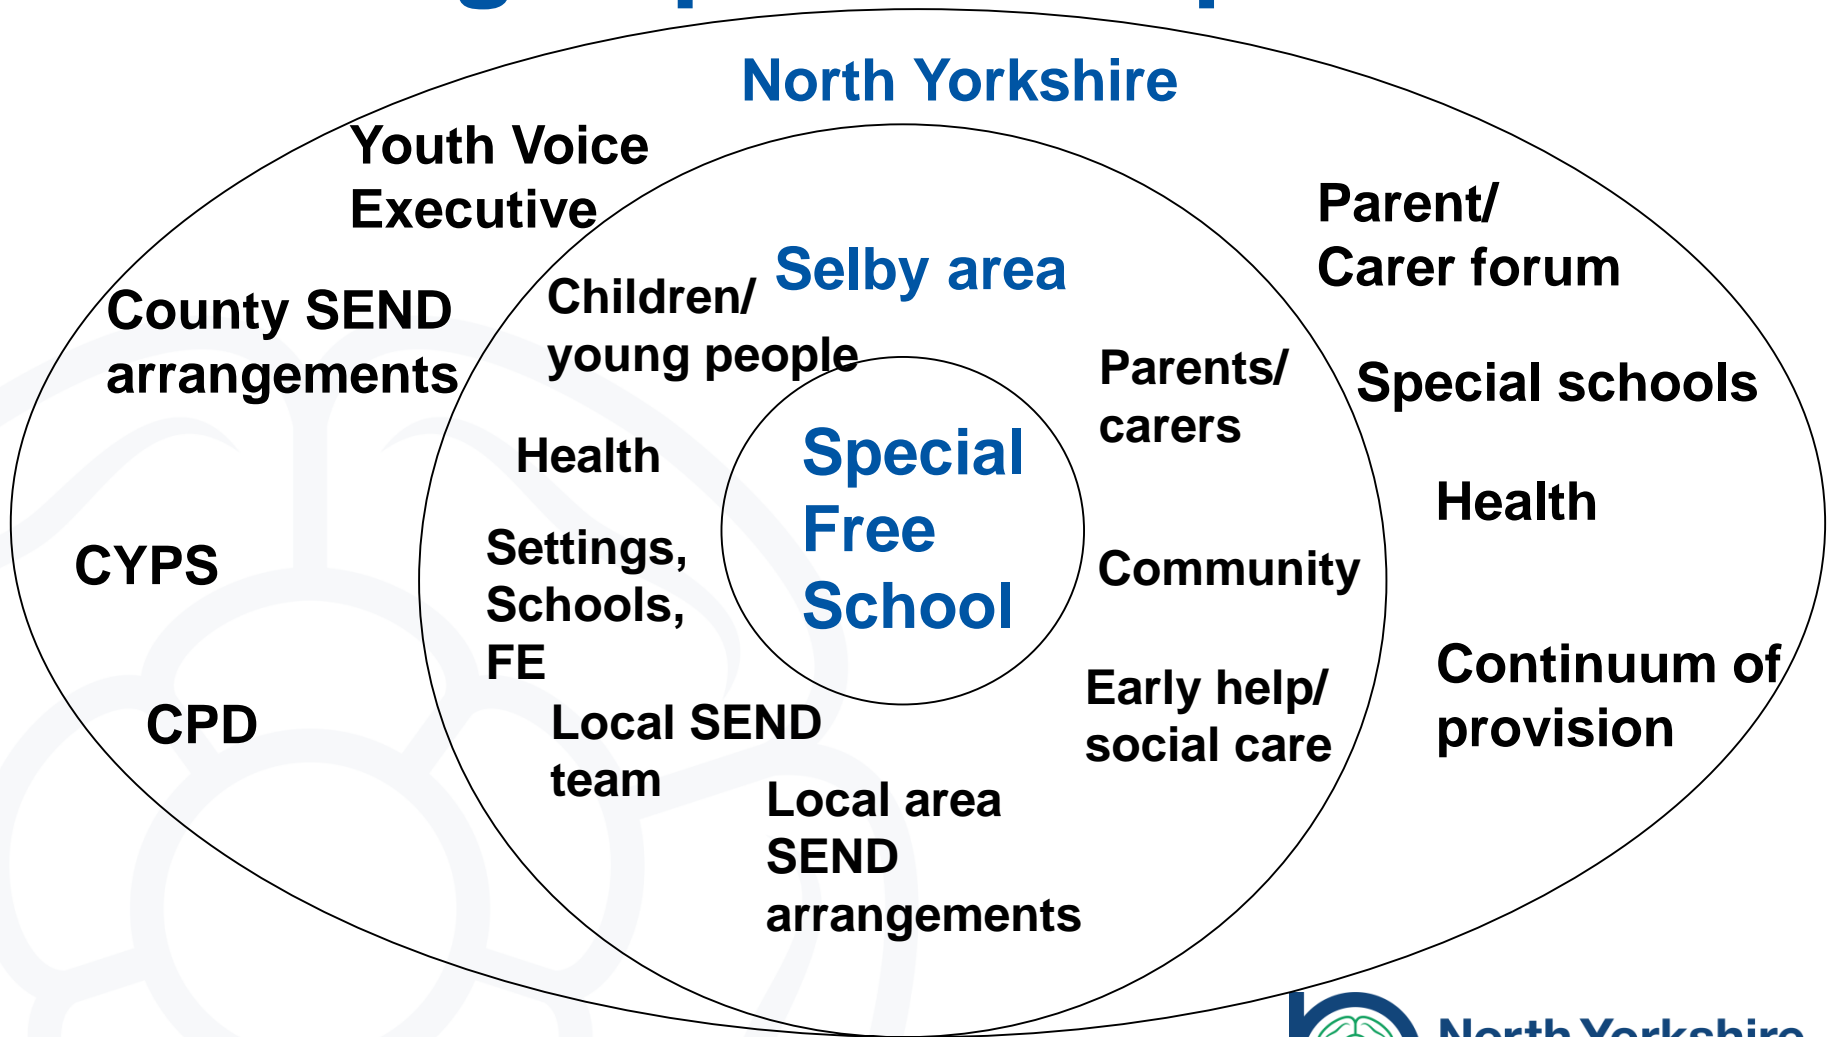 North Yorkshire
Youth Voice
Executive
Parent/
Carer forum
County SEND
arrangements
Selby area
Children/
young people
Parents/
carers
Special schools
Health
Special
Free
School
Health
Settings,
Schools,
FE
Community
CYPS
Early help/
social care
Continuum of
provision
CPD
Local SEND
team
Local area
SEND
arrangements
North Yorkshire